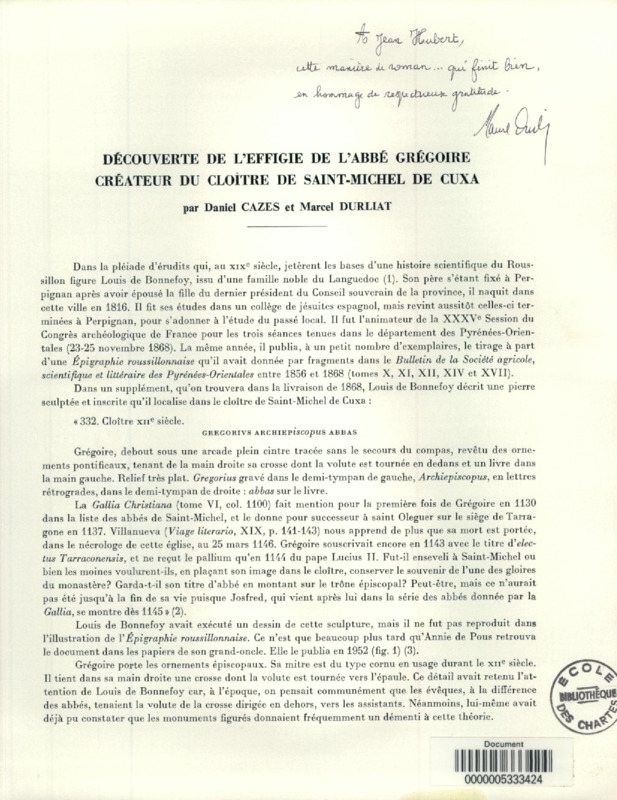 A Jean Hubert,
cette manière de roman... qui finit bien,
en hommage de respectueuse gratitude.
DÉCOUVERTE DE L'EFFIGIE DE L'ABBÉ GRÉGOIRE
CRÉATEUR DU CLOÎTRE DE SAINT-MICHEL DE CUXA
par Daniel CAZES et Marcel DURLIAT
Dans la pléiade d'érudits qui, au XIXe siècle, jetèrent les bases d'une histoire scientifique du Rous-
sillon figure Louis de Bonnefoy, issu d'une famille noble du Languedoc (1). Son père s'étant fixé à Per-
pignan après avoir épousé la fille du dernier président du Conseil souverain de la province, il naquit dans
cette ville en 1816. Il fit ses études dans un collège de jésuites espagnol, mais revint aussitôt celles-ci ter-
minées à Perpignan, pour s'adonner à l'étude du passé local. Il fut l'animateur de la XXXVe Session du
Congrès archéologique de France pour les trois séances tenues dans le département des Pyrénées-Orien-
tales (23-25 novembre 1868). La même année, il publia, à un petit nombre d'exemplaires, le tirage à part
d'une Épigraphie roussillonnaise qu'il avait donnée par fragments dans le Bulletin de la Société agricole,
scientifique et littéraire des Pyrénées-Orientales entre 1856 et 1868 (tomes X, XI, XII, XIV et XVII).
Dans un supplément, qu'on trouvera dans la livraison de 1868, Louis de Bonnefoy décrit une pierre
sculptée et inscrite qu'il localise dans le cloître de Saint-Michel de Cuxa :
« 332. Cloître XIIe siècle.
GREGORIVS ARCHIEPiscopus ABBAS
Grégoire, debout sous une arcade plein cintre tracée sans le secours du compas, revêtu des orne-
ments pontificaux, tenant de la main droite sa crosse dont la volute est tournée en dedans et un livre dans
la main gauche. Relief très plat. Gregorius gravé dans le demi-tympan de gauche, Archiepiscopus, en lettres
rétrogrades, dans le demi-tympan de droite : abbas sur le livre.
La Gallia Christiana (tome VI, col. 1100) fait mention pour la première fois de Grégoire en 1130
dans la liste des abbés de Saint-Michel, et le donne pour successeur à saint Oleguer sur le siège de Tarra-
gone en 1137. Villanueva (Viage literario, XIX, p. 141-143) nous apprend de plus que sa mort est portée,
dans le nécrologe de cette église, au 25 mars 1146. Grégoire souscrivait encore en 1143 avec le titre d'elec-
tus Tarraconensis, et ne reçut le pallium qu'en 1144 du pape Lucius II. Fut-il enseveli à Saint-Michel ou
bien les moines voulurent-ils, en plaçant son image dans le cloître, conserver le souvenir de l'une des gloires
du monastère? Garda-t-il son titre d'abbé en montant sur le trône épiscopal? Peut-être, mais ce n'aurait
pas été jusqu'à la fin de sa vie puisque Josfred, qui vient après lui dans la série des abbés donnée par la
Gallia, se montre dès 1145 » (2).
Louis de Bonnefoy avait exécuté un dessin de cette sculpture, mais il ne fut pas reproduit dans
l'illustration de l'Épigraphie roussillonnaise. Ce n'est que beaucoup plus tard qu'Annie de Pous retrouva
le document dans les papiers de son grand-oncle. Elle le publia en 1952 (fig. 1) (3).
Grégoire porte les ornements épiscopaux. Sa mitre est du type cornu en usage durant le XIIe siècle.
Il tient dans sa main droite une crosse dont la volute est tournée vers l'épaule. Ce détail avait retenu l'at-
tention de Louis de Bonnefoy car, à l'époque, on pensait communément que les évêques, à la différence
des abbés, tenaient la volute de la crosse dirigée en dehors, vers les assistants. Néanmoins, lui-même avait
déjà pu constater que les monuments figurés donnaient fréquemment un démenti à cette théorie.
ECOLE
BIBLIOTHÈQUE
DES CHARTES
Document
0000005333424